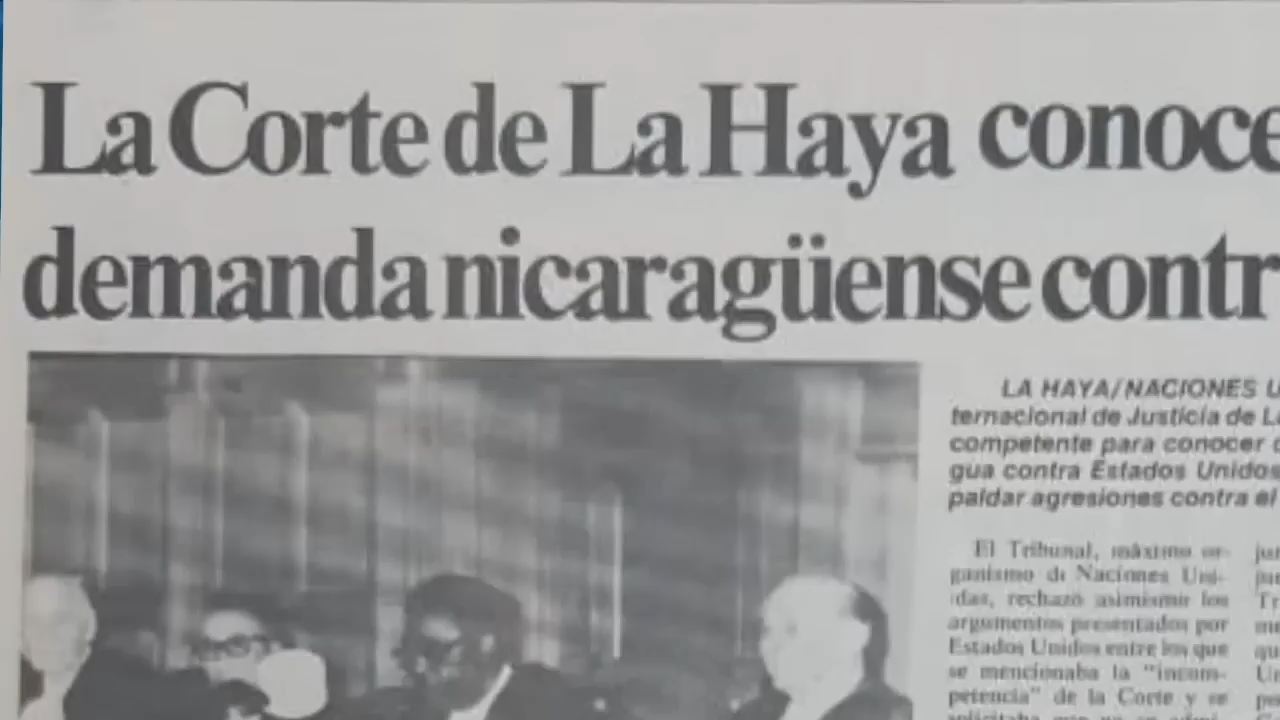 La Corte de La Haya conoce
demanda nicaragüense contr
LA HAYA/NACIONES U
ternacional de Justicia de L
competente para conocer
gua contra Estados Unidos
paldar agresiones contra el
El Tribunal, máximo or-
ganismo de Naciones Uni-
das, rechazó asimismo los
argumentos presentados por
Estados Unidos entre los que
se mencionaba la "incom-
petencia" de la Corte y se